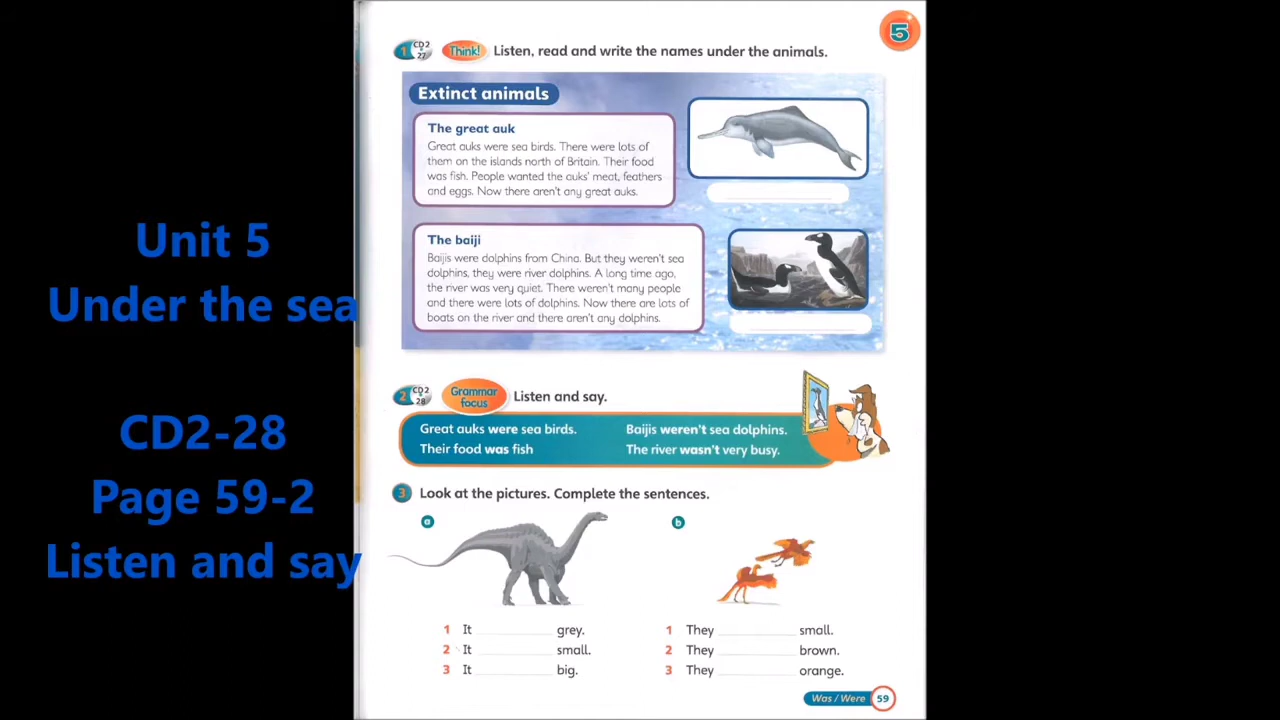 Unit 5
Under the sea
CD2-28
Page 59-2
Listen and say
5
1 CD2 27 Think! Listen, read and write the names under the animals.
Extinct animals
The great auk
Great auks were sea birds. There were lots of
them on the islands north of Britain. Their food
was fish. People wanted the auks' meat, feathers
and eggs. Now there aren't any great auks.
The baiji
Baijis were dolphins from China. But they weren't sea
dolphins, they were river dolphins. A long time ago,
the river was very quiet. There weren't many people
and there were lots of dolphins. Now there are lots of
boats on the river and there aren't any dolphins.
2 CD2 28 Grammar focus Listen and say.
Great auks were sea birds.
Their food was fish
Baijis weren't sea dolphins.
The river wasn't very busy.
3 Look at the pictures. Complete the sentences.
a
1 It ________ grey.
2 It ________ small.
3 It ________ big.
b
1 They ________ small.
2 They ________ brown.
3 They ________ orange.
Was / Were 59